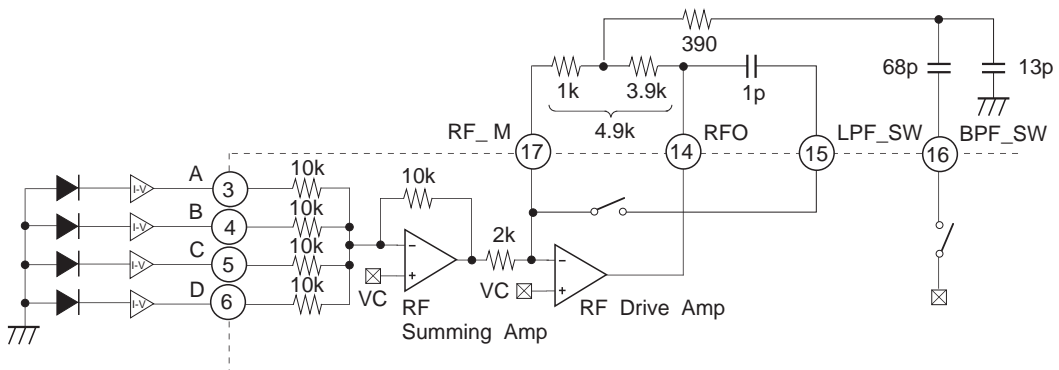 390
68p
13p
1k
3.9k
1p
4.9k
RF_ M
RFO
LPF_SW
BPF_SW
17
14
15
16
A
I-V
3
10k
10k
B
I-V
4
10k
C
I-V
5
10k
2k
D
I-V
6
10k
VC
RF
Summing Amp
VC
RF Drive Amp
− 
+
−
+